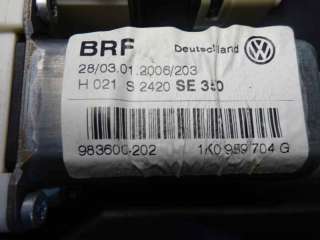 BRF Deutschland
28/03.01.2006/203
H 021 S 2420 SE 350
983600-202 1K0 959 704 G